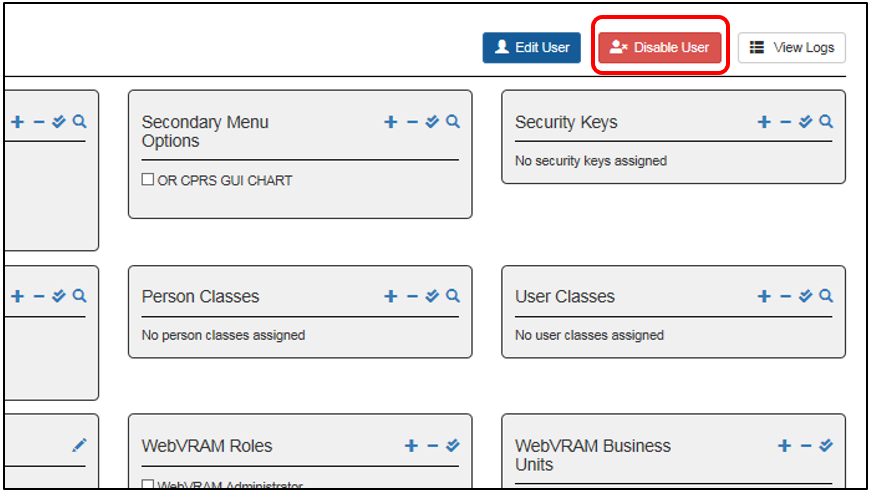 Edit User
Disable User
View Logs
Secondary Menu
Options
OR CPRS GUI CHART
Security Keys
No security keys assigned
Person Classes
No person classes assigned
User Classes
No user classes assigned
WebVRAM Roles
WebVRAM Administrator
WebVRAM Business
Units